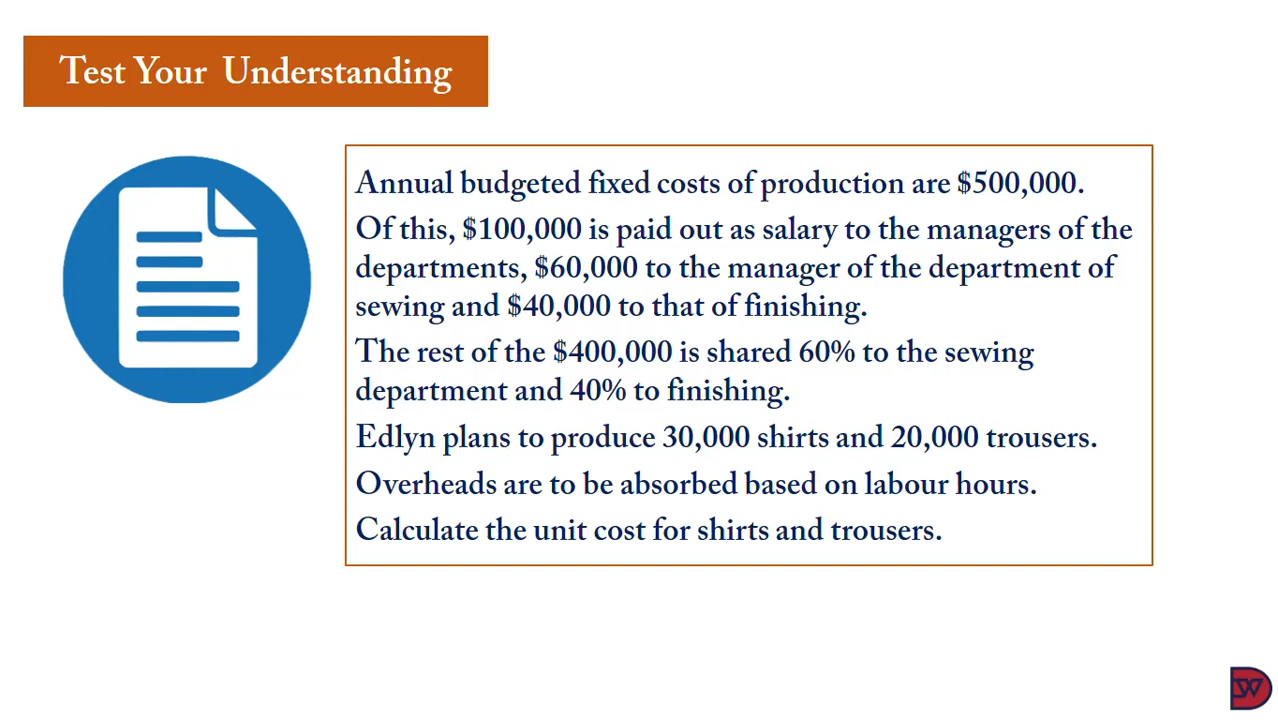 Test Your Understanding
Annual budgeted fixed costs of production are $500,000.
Of this, $100,000 is paid out as salary to the managers of the
departments, $60,000 to the manager of the department of
sewing and $40,000 to that of finishing.
The rest of the $400,000 is shared 60% to the sewing
department and 40% to finishing.
Edlyn plans to produce 30,000 shirts and 20,000 trousers.
Overheads are to be absorbed based on labour hours.
Calculate the unit cost for shirts and trousers.
DW